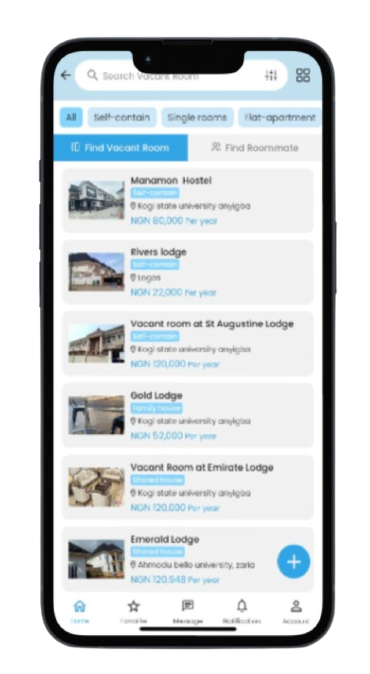 Search Vacant Room
All Self-contain Single rooms Flat-apartment
Find Vacant Room Find Roommate
Manamon Hostel
Self-contain
Kogi state university anyigba
NGN 80,000 Per year
Rivers lodge
Self-contain
Lagos
NGN 22,000 Per year
Vacant room at St Augustine Lodge
Self-contain
Kogi state university anyigba
NGN 120,000 Per year
Gold Lodge
Family house
Kogi state university anyigba
NGN 52,000 Per year
Vacant Room at Emirate Lodge
Shared house
Kogi state university anyigba
NGN 120,000 Per year
Emerald Lodge
Shared house
Ahmadu bello university, zaria
NGN 120,548 Per year
+
Home Favorite Message Notification Account